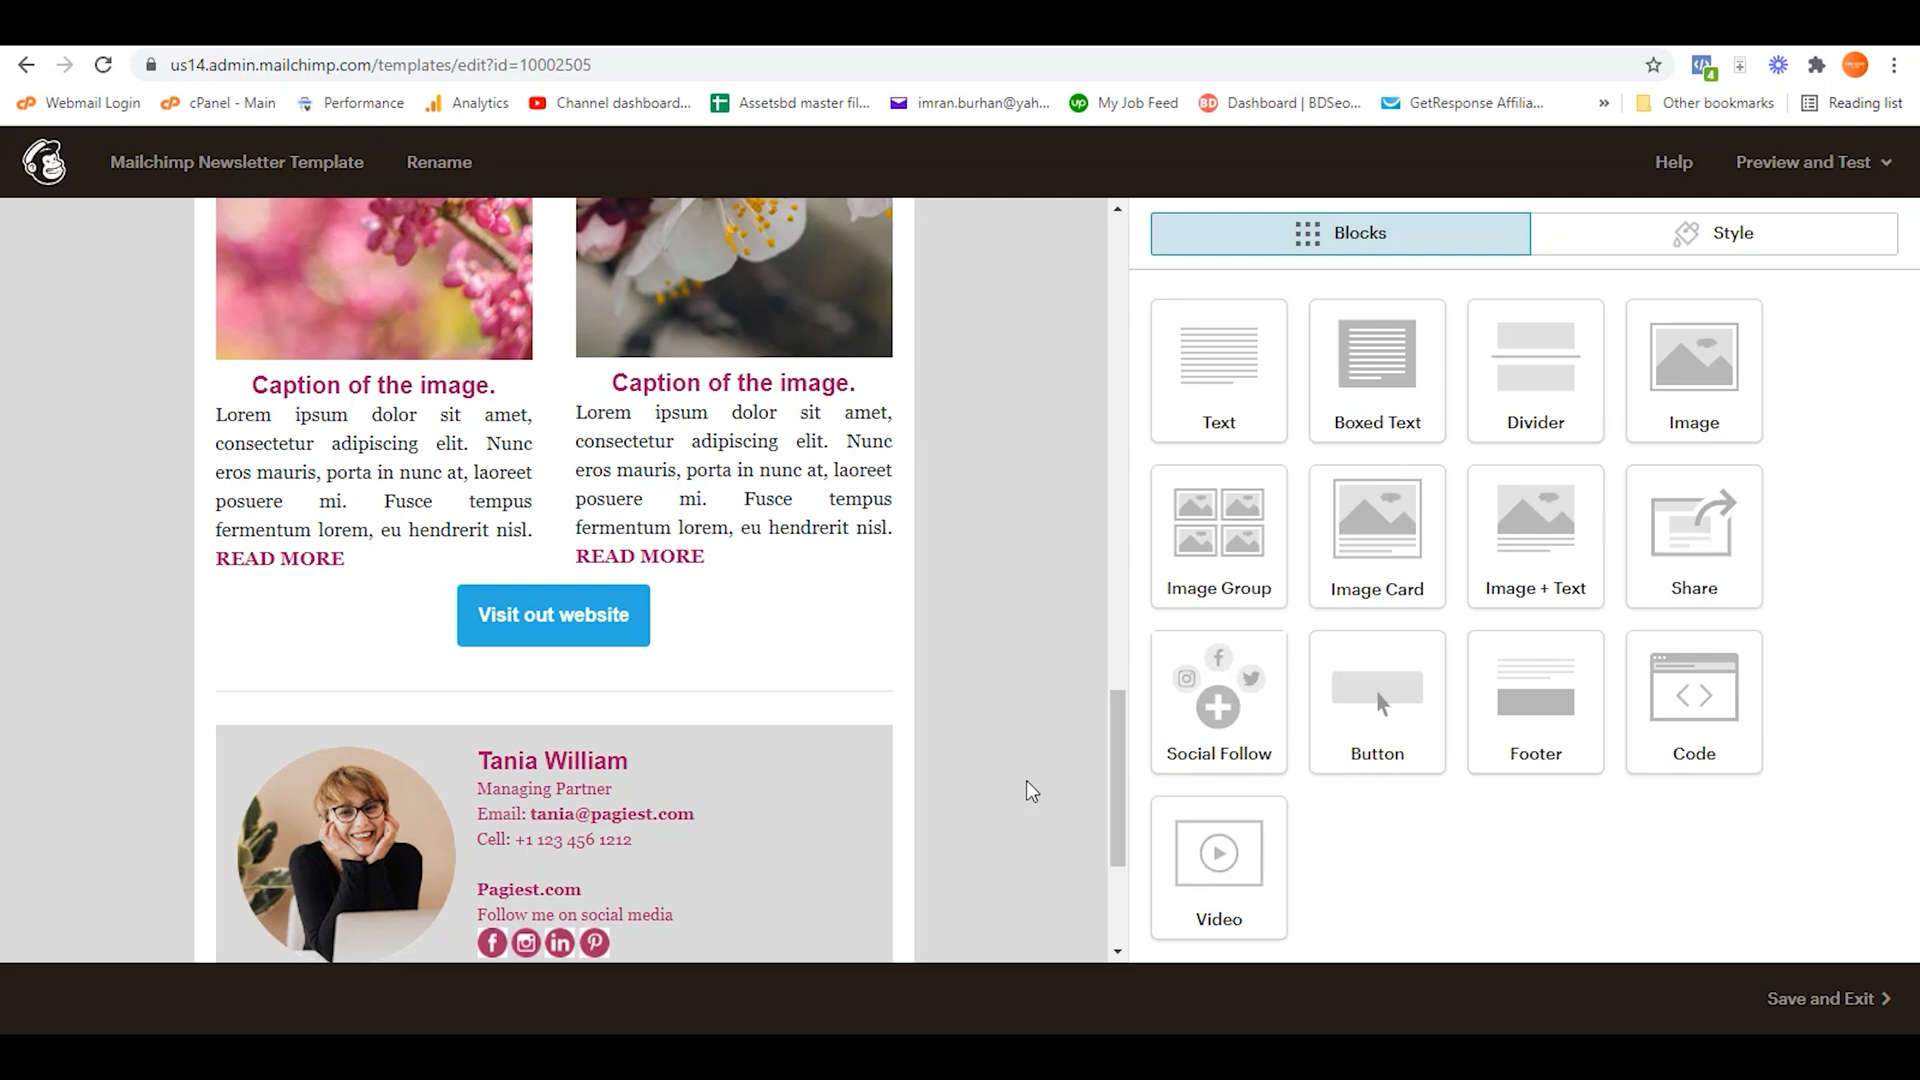 us14.admin.mailchimp.com/templates/edit?id=10002505
4
Webmail Login
cPanel - Main
Performance
Analytics
Channel dashboard...
Assetsbd master fil...
imran.burhan@yah...
My Job Feed
Dashboard | BDSeo...
GetResponse Affilia...
»
Other bookmarks
Reading list
Mailchimp Newsletter Template
Rename
Help
Preview and Test
Caption of the image.
Lorem ipsum dolor sit amet,
consectetur adipiscing elit. Nunc
eros mauris, porta in nunc at, laoreet
posuere mi. Fusce tempus
fermentum lorem, eu hendrerit nisl.
READ MORE
Caption of the image.
Lorem ipsum dolor sit amet,
consectetur adipiscing elit. Nunc
eros mauris, porta in nunc at, laoreet
posuere mi. Fusce tempus
fermentum lorem, eu hendrerit nisl.
READ MORE
Visit out website
Tania William
Managing Partner
Email: tania@pagiest.com
Cell: +1 123 456 1212
Pagiest.com
Follow me on social media
Blocks
Style
Text
Boxed Text
Divider
Image
Image Group
Image Card
Image + Text
Share
Social Follow
Button
Footer
Code
Video
Save and Exit